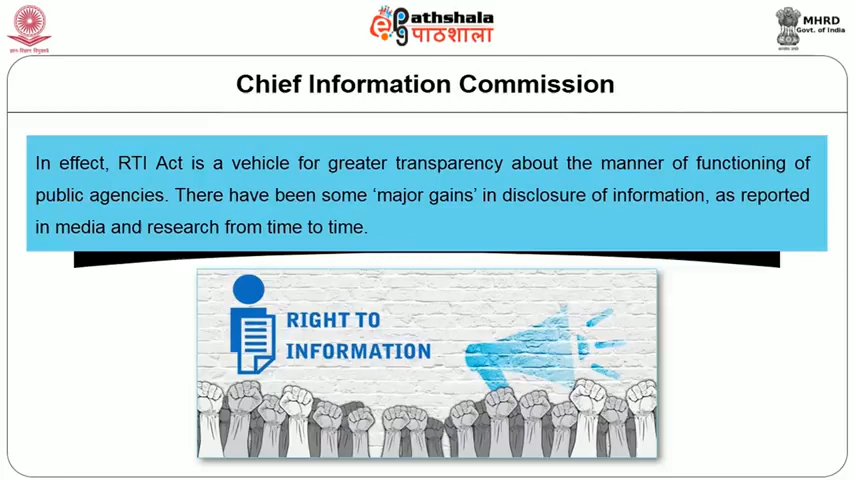 ePathshala
पाठशाला
MHRD
Govt. of India
Chief Information Commission
In effect, RTI Act is a vehicle for greater transparency about the manner of functioning of
public agencies. There have been some ‘major gains’ in disclosure of information, as reported
in media and research from time to time.
RIGHT TO
INFORMATION